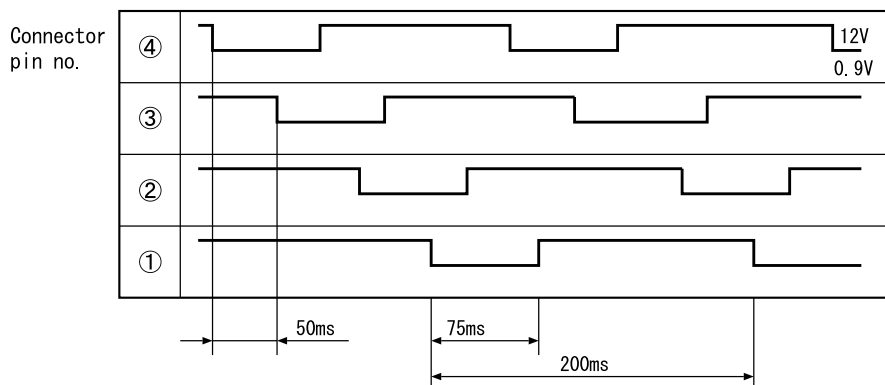 Connector
pin no.
④
12V
0.9V
③
②
①
50ms
75ms
200ms